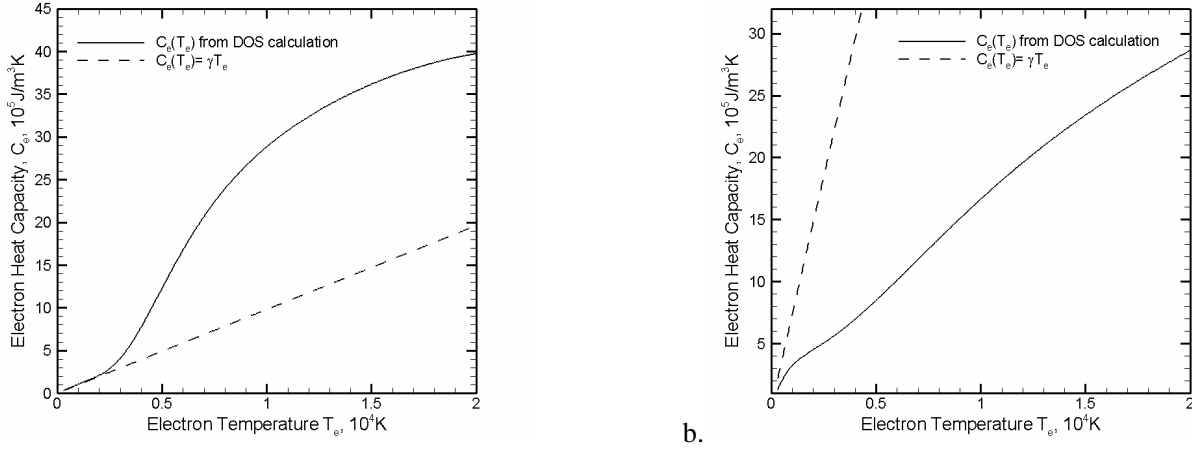 45
40
35
30
25
20
15
10
5
0
Electron Heat Capacity, Cₑ, 10⁵J/m³K
Cₑ(Tₑ) from DOS calculation
Cₑ(Tₑ)= γTₑ
0 0.5 1 1.5 2
Electron Temperature Tₑ, 10⁴K
b.
30
25
20
15
10
5
Electron Heat Capacity, Cₑ, 10⁵J/m³K
Cₑ(Tₑ) from DOS calculation
Cₑ(Tₑ)= γTₑ
0 0.5 1 1.5 2
Electron Temperature Tₑ, 10⁴K